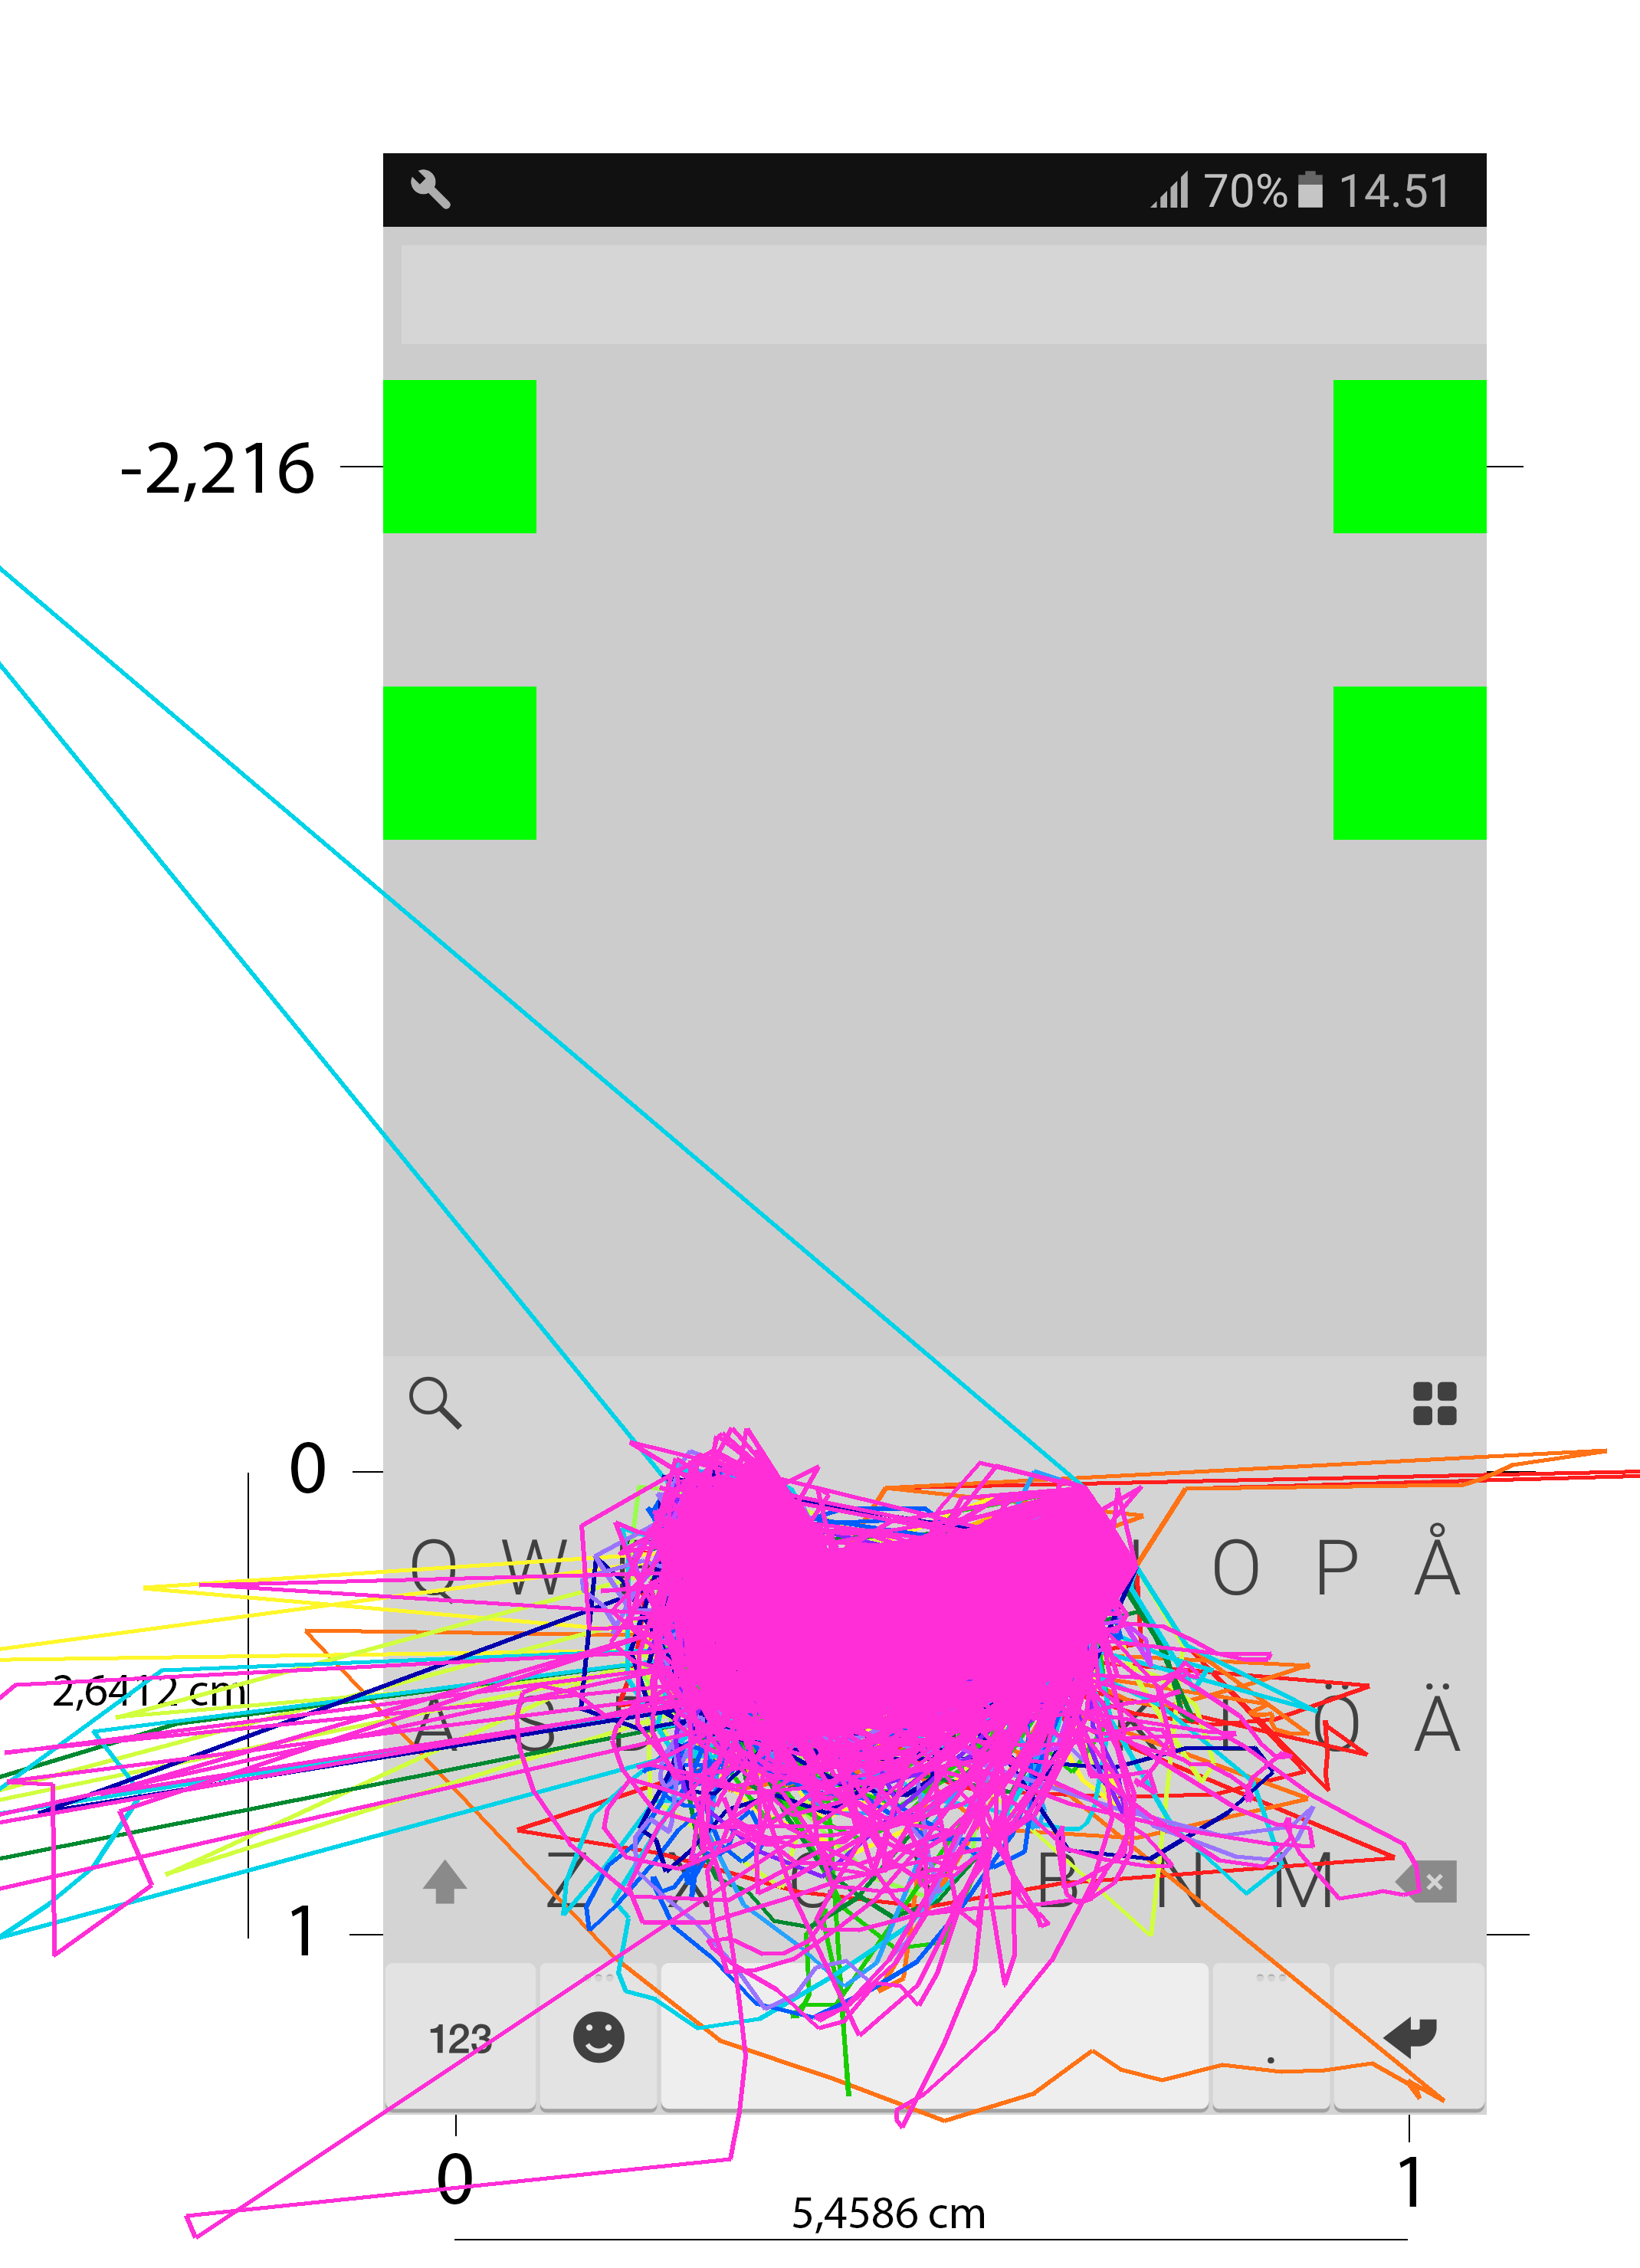 70% 14.51
-2,216
0
Q W O P Å
2,6412 cm
A S Ö Ä
Z X B N M
1
123 .
0 1
5,4586 cm